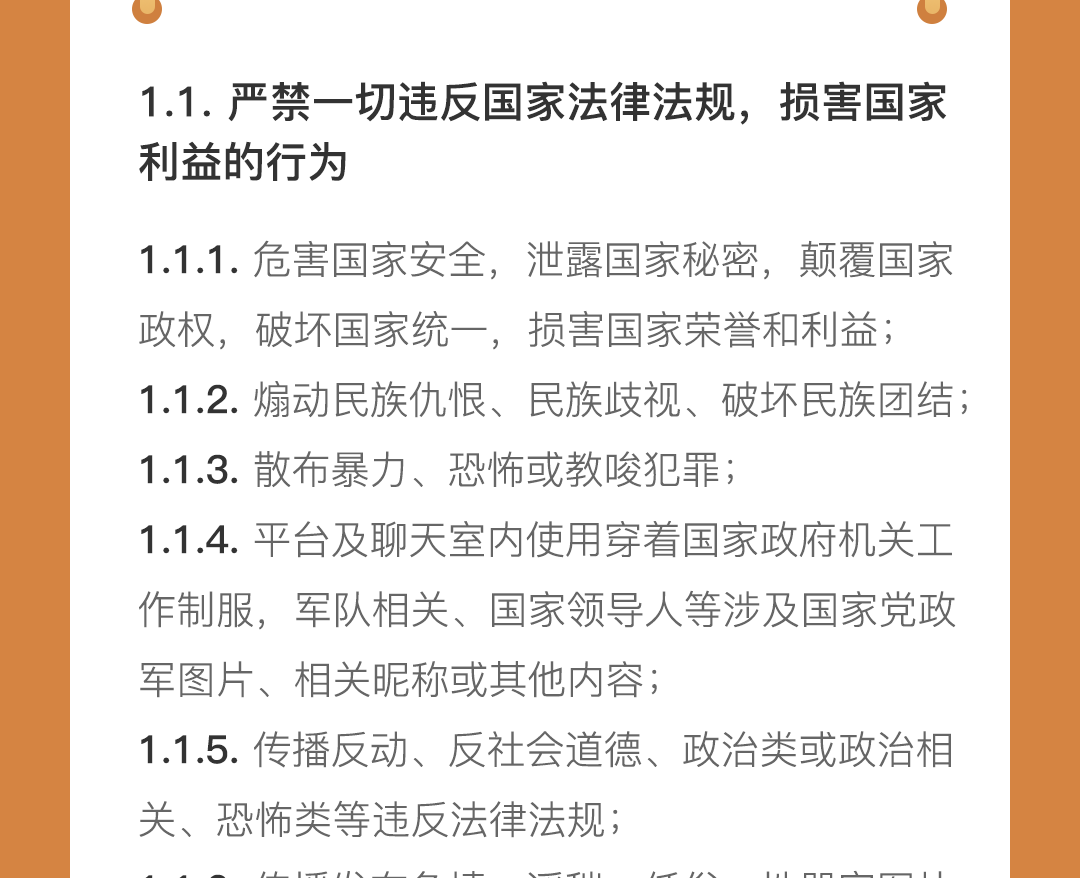 1.1. 严禁一切违反国家法律法规，损害国家
利益的行为
1.1.1. 危害国家安全，泄露国家秘密，颠覆国家
政权，破坏国家统一，损害国家荣誉和利益；
1.1.2. 煽动民族仇恨、民族歧视、破坏民族团结；
1.1.3. 散布暴力、恐怖或教唆犯罪；
1.1.4. 平台及聊天室内使用穿着国家政府机关工
作制服，军队相关、国家领导人等涉及国家党政
军图片、相关昵称或其他内容；
1.1.5. 传播反动、反社会道德、政治类或政治相
关、恐怖类等违反法律法规；